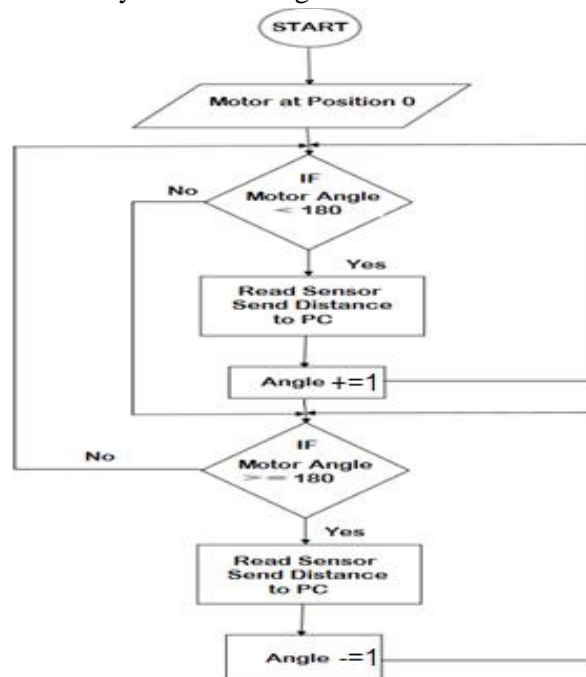 START
Motor at Position 0
IF
Motor Angle
< 180
No
Yes
Read Sensor
Send Distance
to PC
Angle +=1
IF
Motor Angle
>= 180
No
Yes
Read Sensor
Send Distance
to PC
Angle -=1